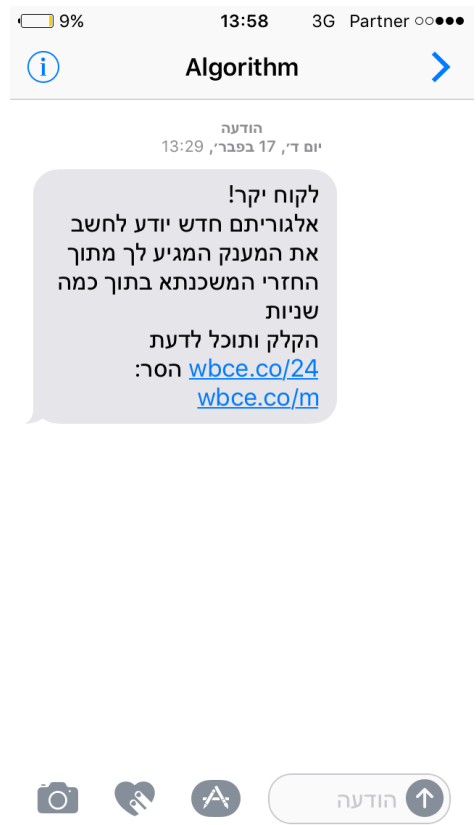 9% 13:58 3G Partner
Algorithm
הודעה
יום ד׳, 17 בפבר׳, 13:29
לקוח יקר!
אלגוריתם חדש יודע לחשב
את המענק המגיע לך מתוך
החזרי המשכנתא בתוך כמה
שניות
הקלק ותוכל לדעת
wbce.co/24 הסר:
wbce.co/m
הודעה